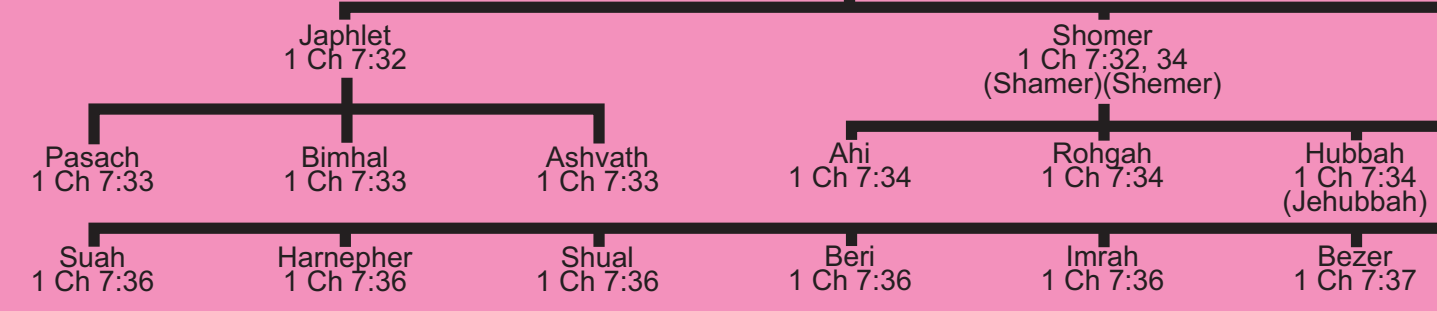 Japhlet
1 Ch 7:32
Shomer
1 Ch 7:32, 34
(Shamer)(Shemer)
Pasach
1 Ch 7:33
Bimhal
1 Ch 7:33
Ashvath
1 Ch 7:33
Ahi
1 Ch 7:34
Rohgah
1 Ch 7:34
Hubbah
1 Ch 7:34
(Jehubbah)
Suah
1 Ch 7:36
Harnepher
1 Ch 7:36
Shual
1 Ch 7:36
Beri
1 Ch 7:36
Imrah
1 Ch 7:36
Bezer
1 Ch 7:37